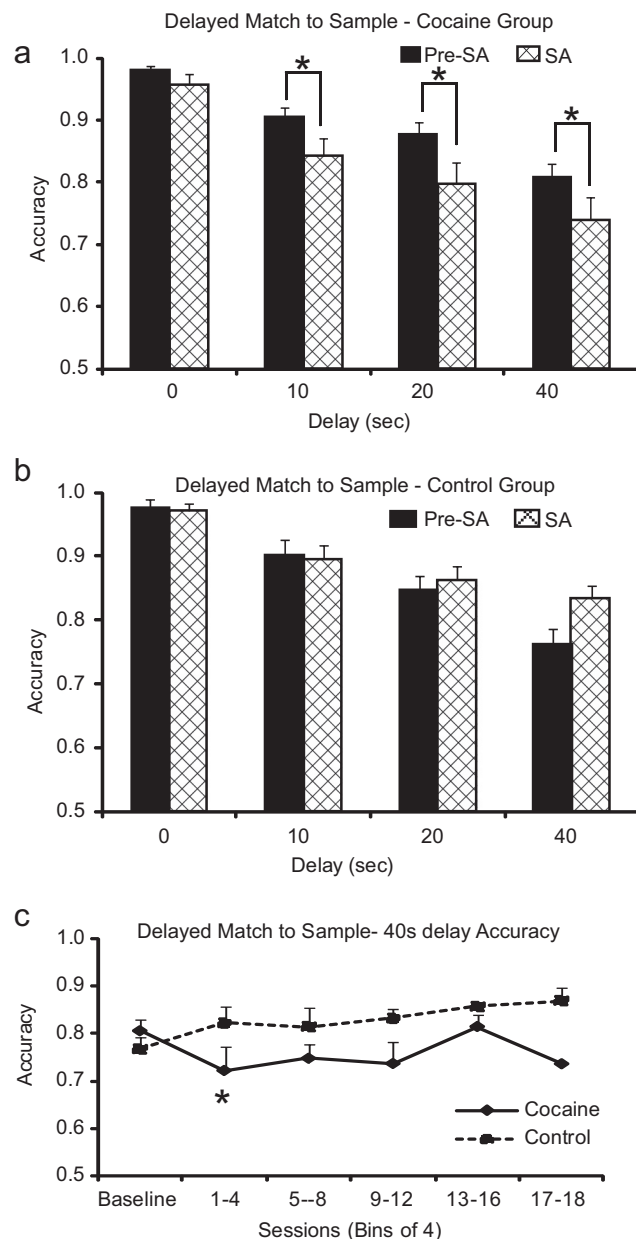 a
Delayed Match to Sample - Cocaine Group
Pre-SA SA
1.0
0.9
0.8
0.7
0.6
0.5
Accuracy
* * *
0 10 20 40
Delay (sec)
b
Delayed Match to Sample - Control Group
Pre-SA SA
1.0
0.9
0.8
0.7
0.6
0.5
Accuracy
0 10 20 40
Delay (sec)
c
Delayed Match to Sample- 40s delay Accuracy
1.0
0.9
0.8
0.7
0.6
0.5
Accuracy
*
Cocaine
Control
Baseline 1-4 5--8 9-12 13-16 17-18
Sessions (Bins of 4)